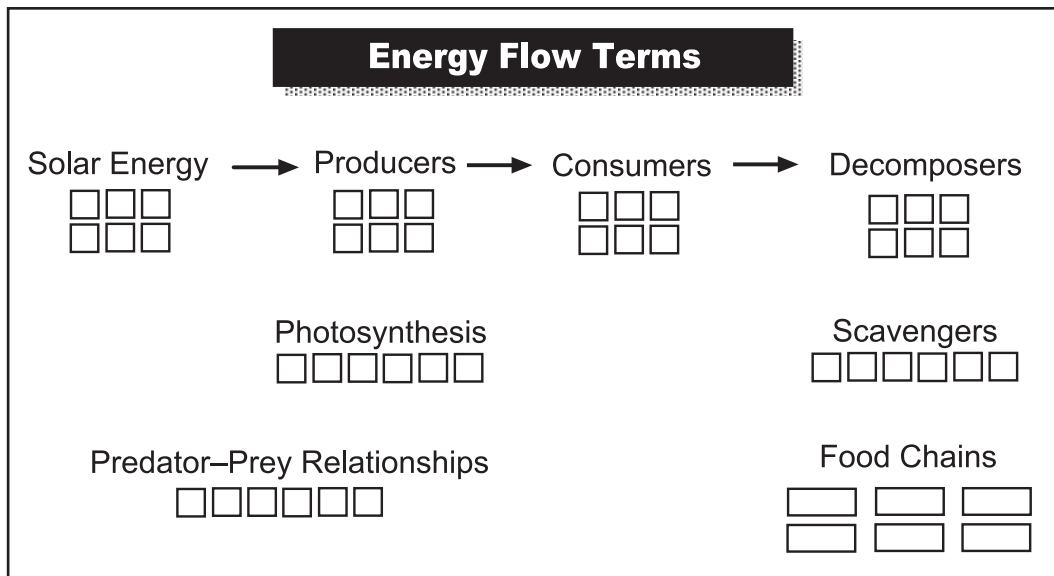 Energy Flow Terms
Solar Energy Producers Consumers Decomposers
Photosynthesis Scavengers
Predator–Prey Relationships Food Chains